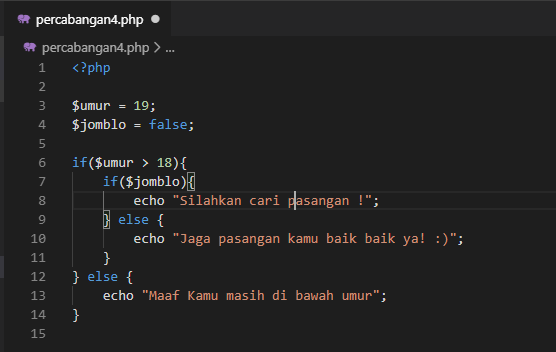 percabangan4.php
percabangan4.php > ...
1 <?php
2
3 $umur = 19;
4 $jomblo = false;
5
6 if($umur > 18){
7     if($jomblo){
8         echo "Silahkan cari pasangan !";
9     } else {
10         echo "Jaga pasangan kamu baik baik ya! :)";
11     }
12 } else {
13     echo "Maaf Kamu masih di bawah umur";
14 }
15